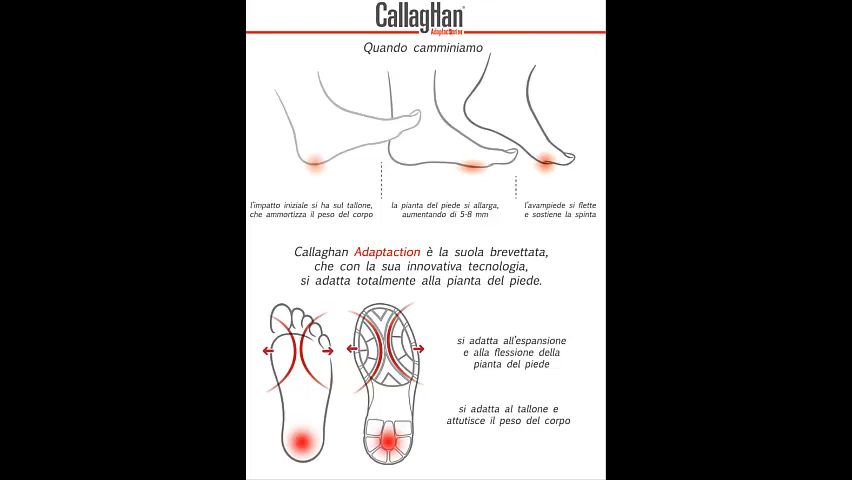 CallagHan
Adaptaction
Quando camminiamo
l'impatto iniziale si ha sul tallone,
che ammortizza il peso del corpo
la pianta del piede si allarga,
aumentando di 5-8 mm
l'avampiede si flette
e sostiene la spinta
Callaghan Adaptaction è la suola brevettata,
che con la sua innovativa tecnologia,
si adatta totalmente alla pianta del piede.
si adatta all'espansione
e alla flessione della
pianta del piede
si adatta al tallone e
attutisce il peso del corpo